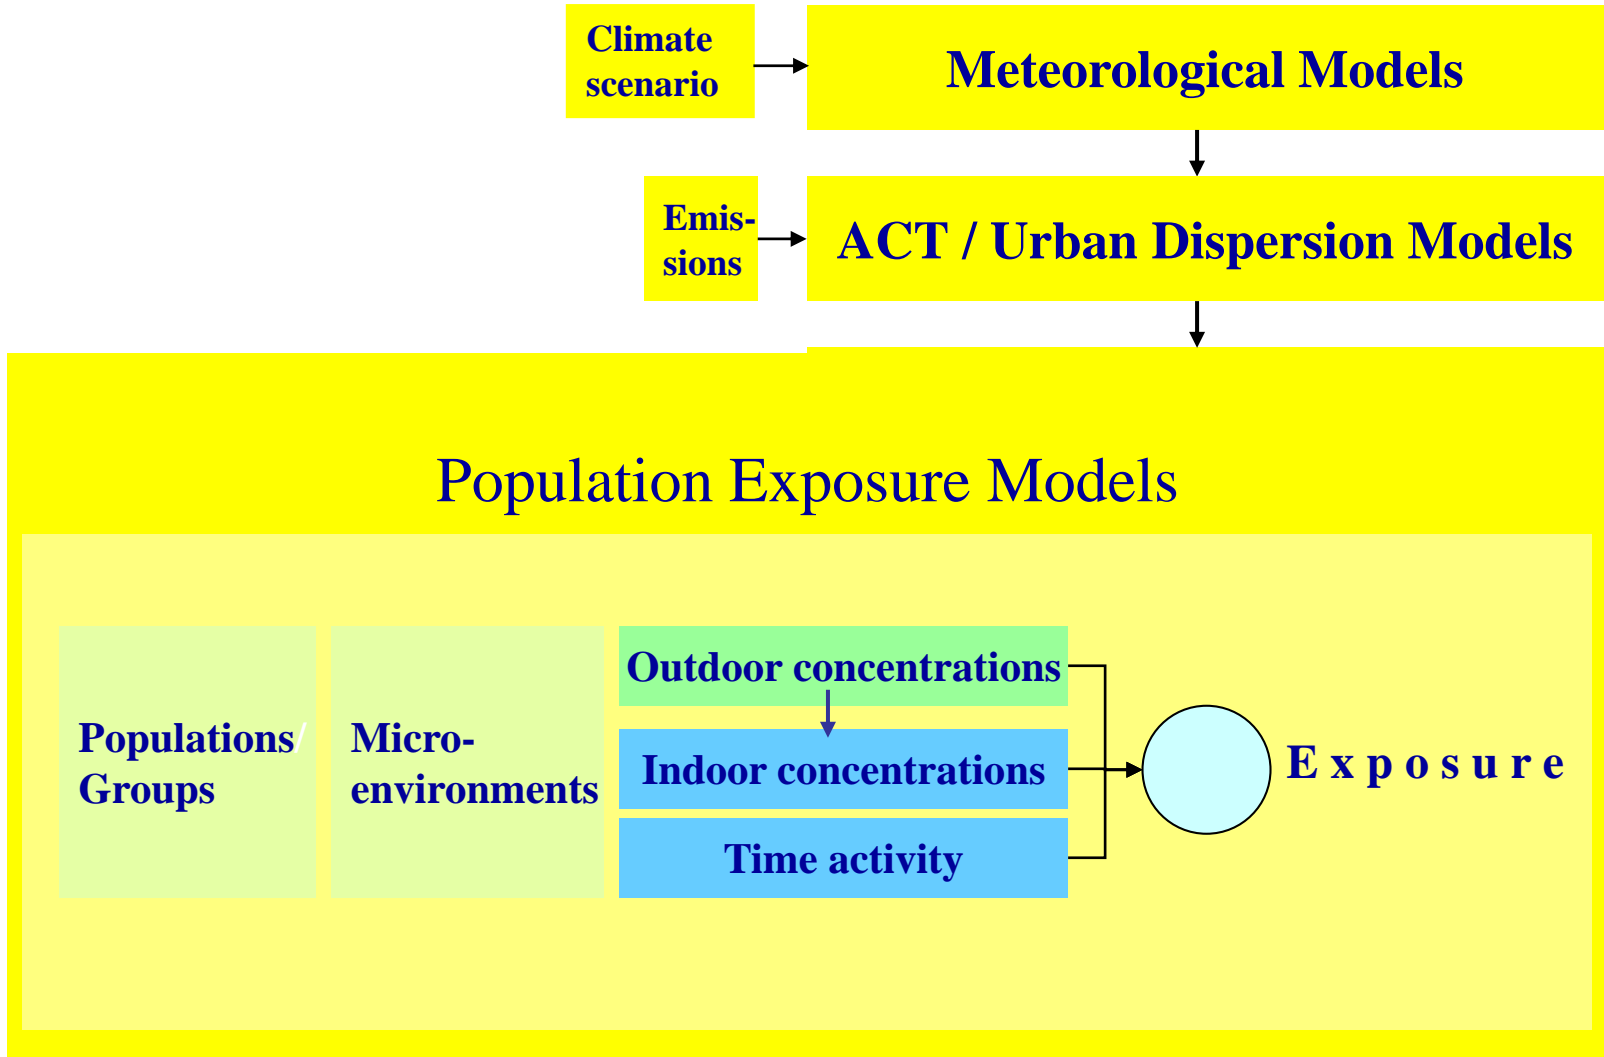 Climate
scenario
Meteorological Models
Emis-
sions
ACT / Urban Dispersion Models
Population Exposure Models
Populations/
Groups
Micro-
environments
Outdoor concentrations
Indoor concentrations
Time activity
E x p o s u r e